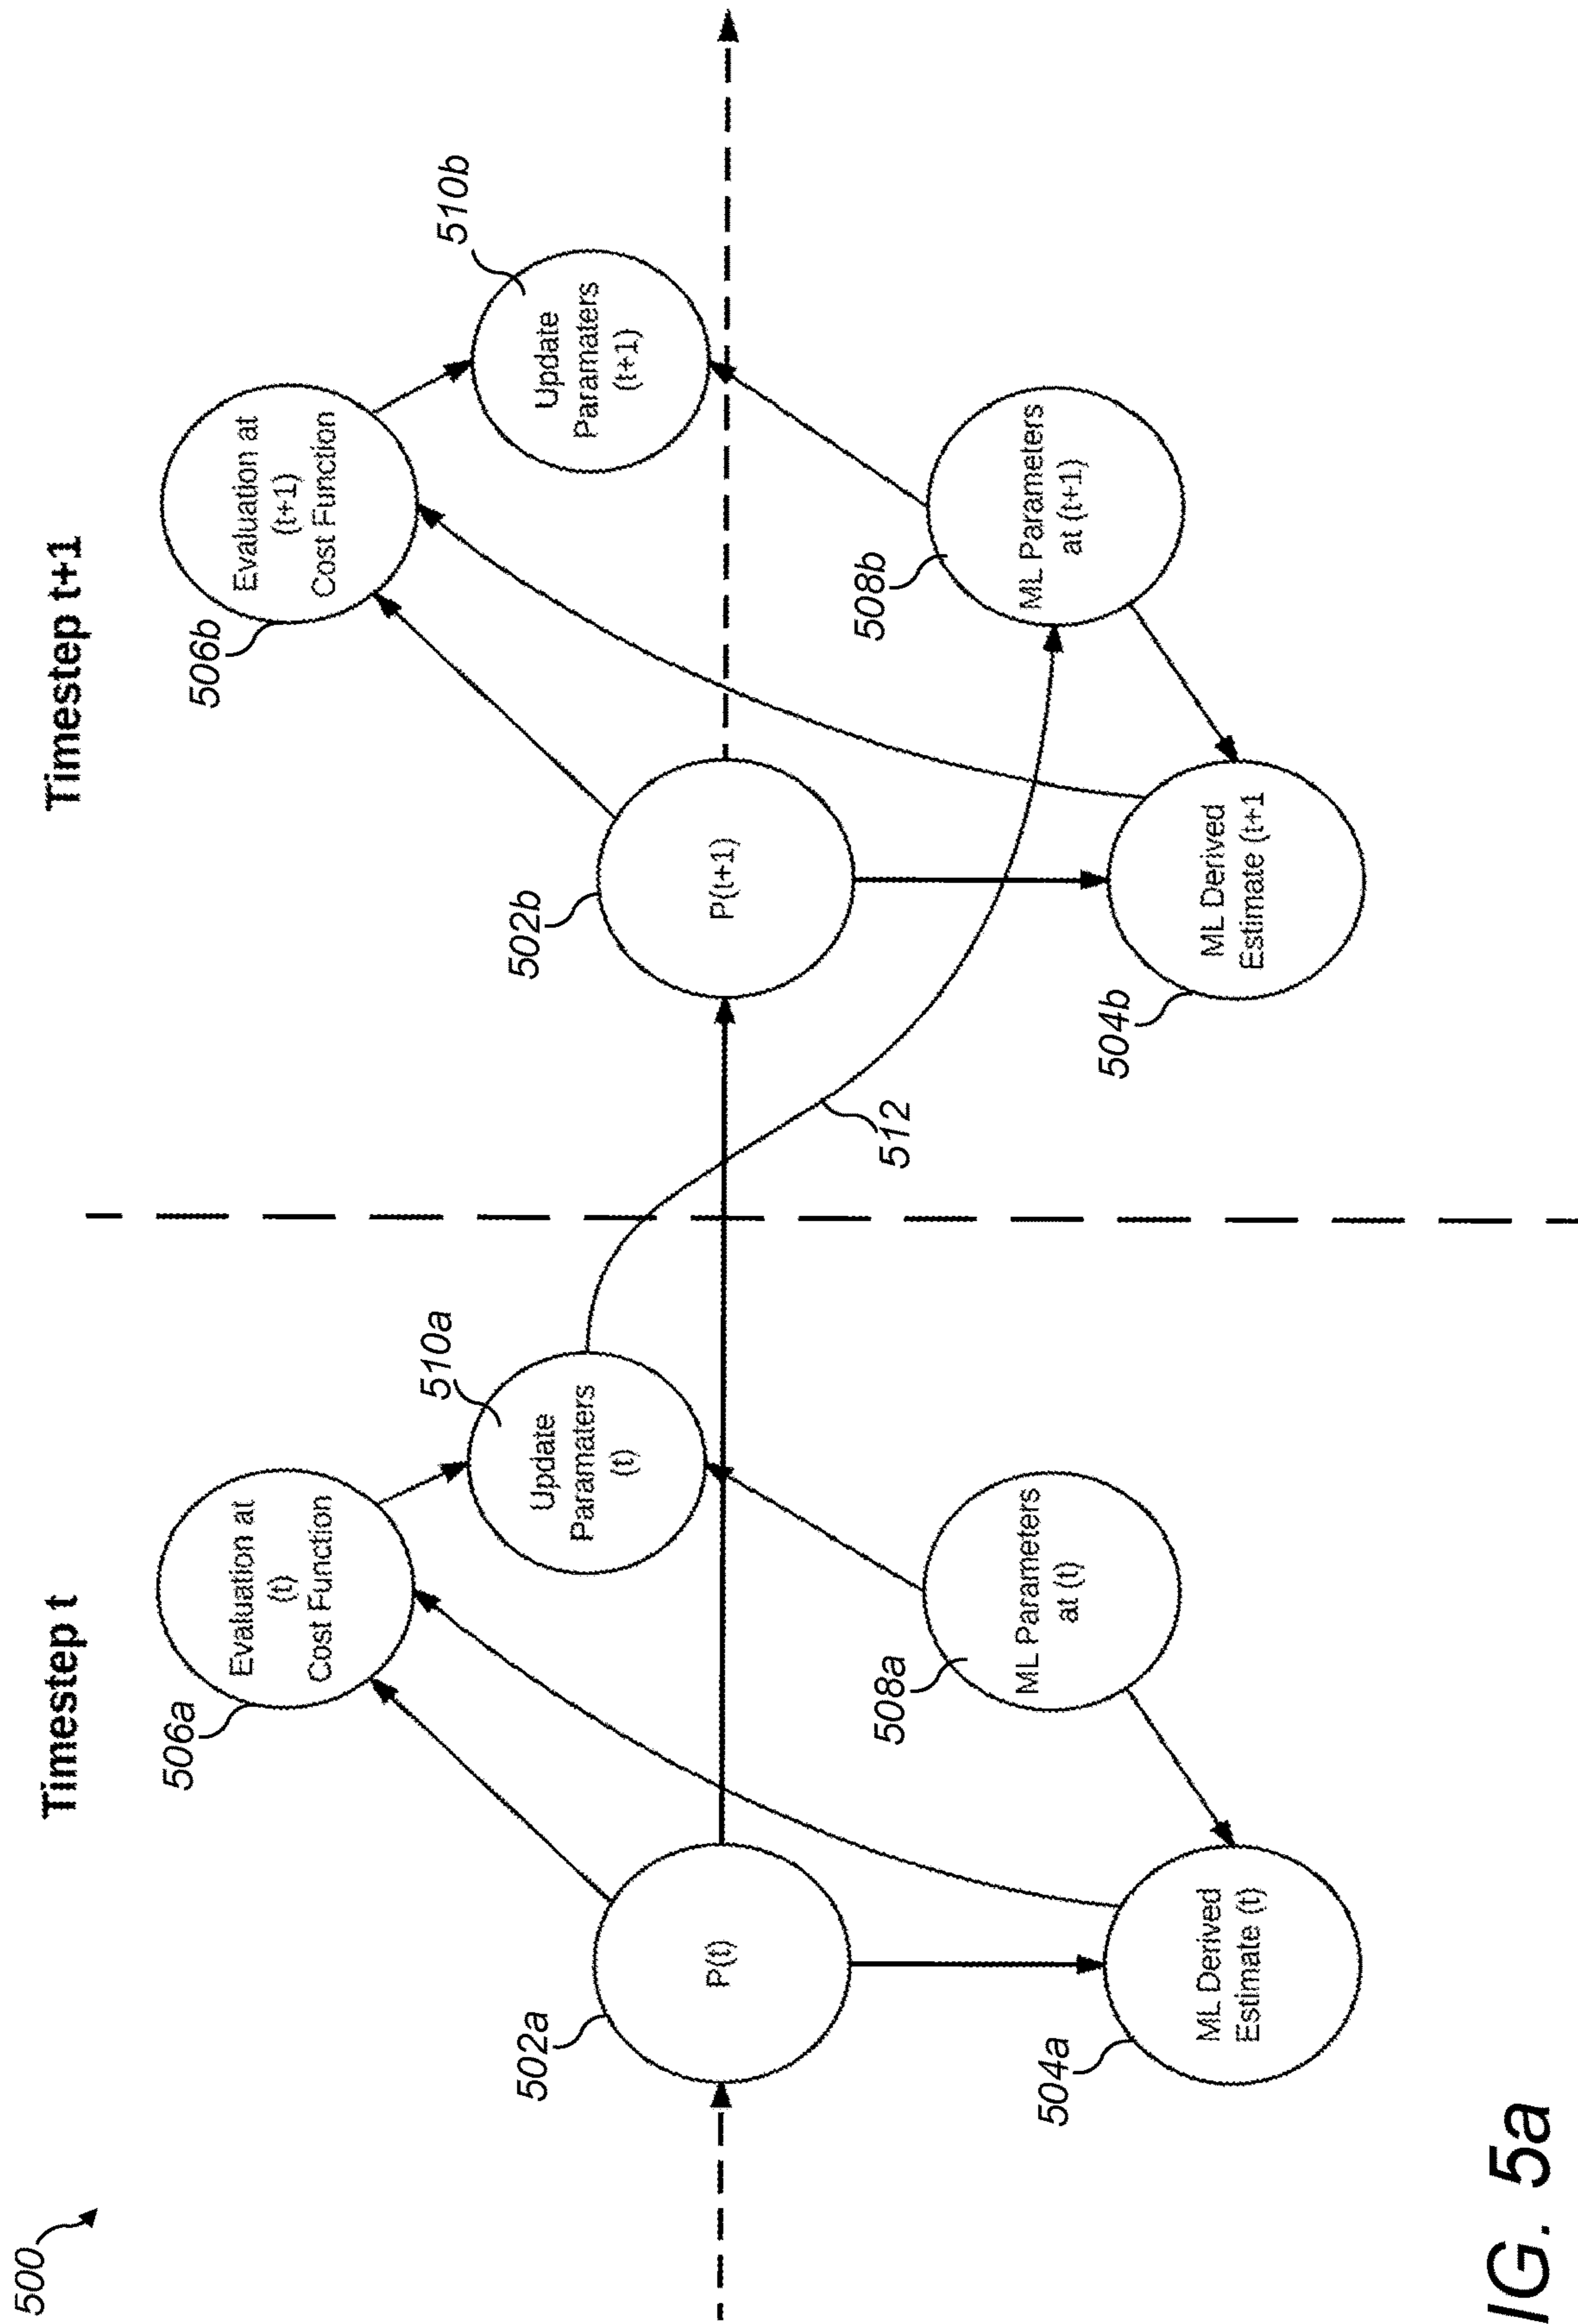 500
Timestep t
Timestep t+1
506a
Evaluation at
(t)
Cost Function
510a
Update
Paramaters
(t)
502a
P(t)
508a
ML Parameters
at (t)
504a
ML Derived
Estimate (t)
512
506b
Evaluation at
(t+1)
Cost Function
510b
Update
Paramaters
(t+1)
502b
P(t+1)
508b
ML Parameters
at (t+1)
504b
ML Derived
Estimate (t+1
IG. 5a